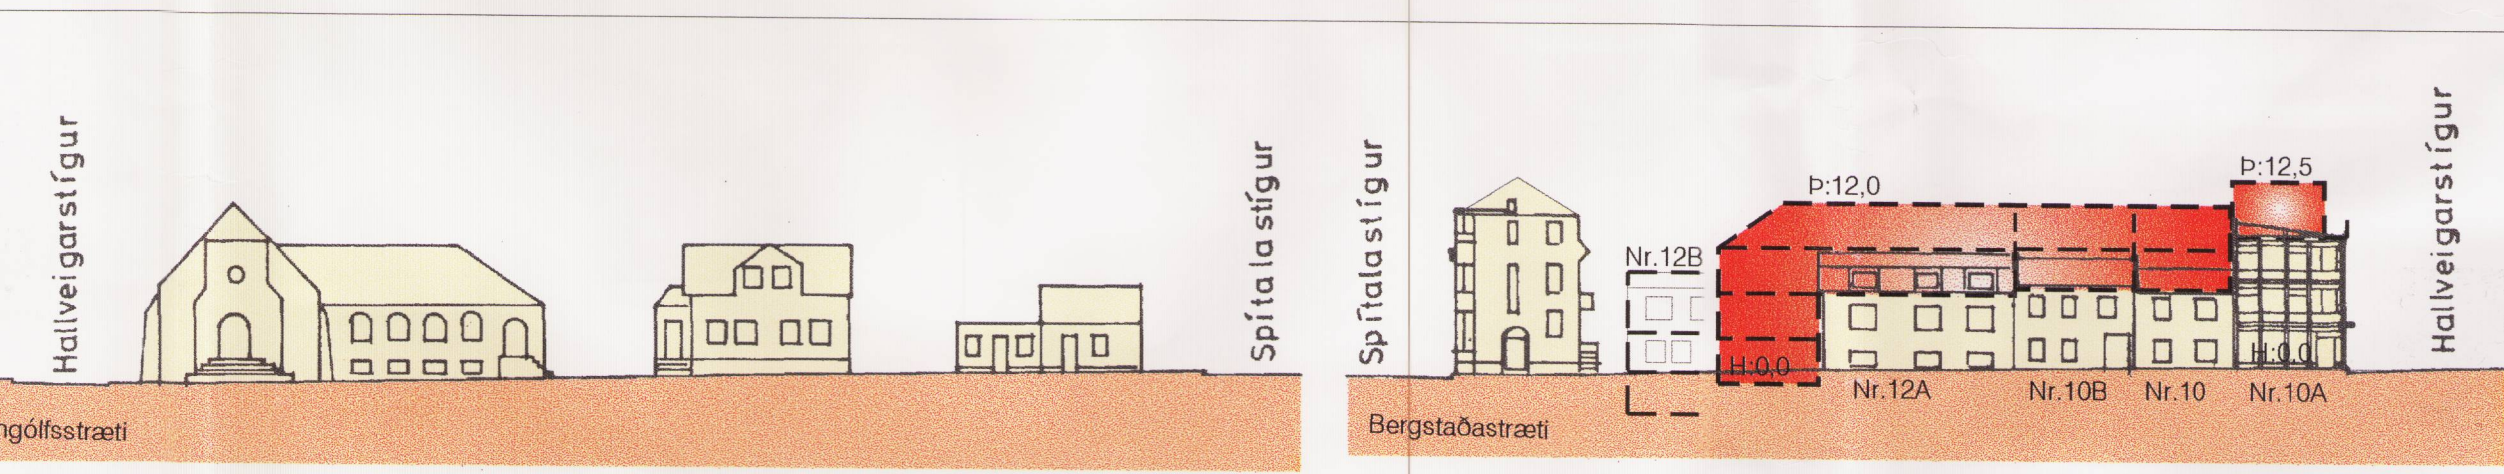 Hallveigarstígur
Spítalastígur
ngólfsstræti
Spítalastígur
Nr.12B
Þ:12,0
Þ:12,5
Hallveigarstígur
H:0,0
H:0,0
Nr.12A
Nr.10B
Nr.10
Nr.10A
Bergstaðastræti